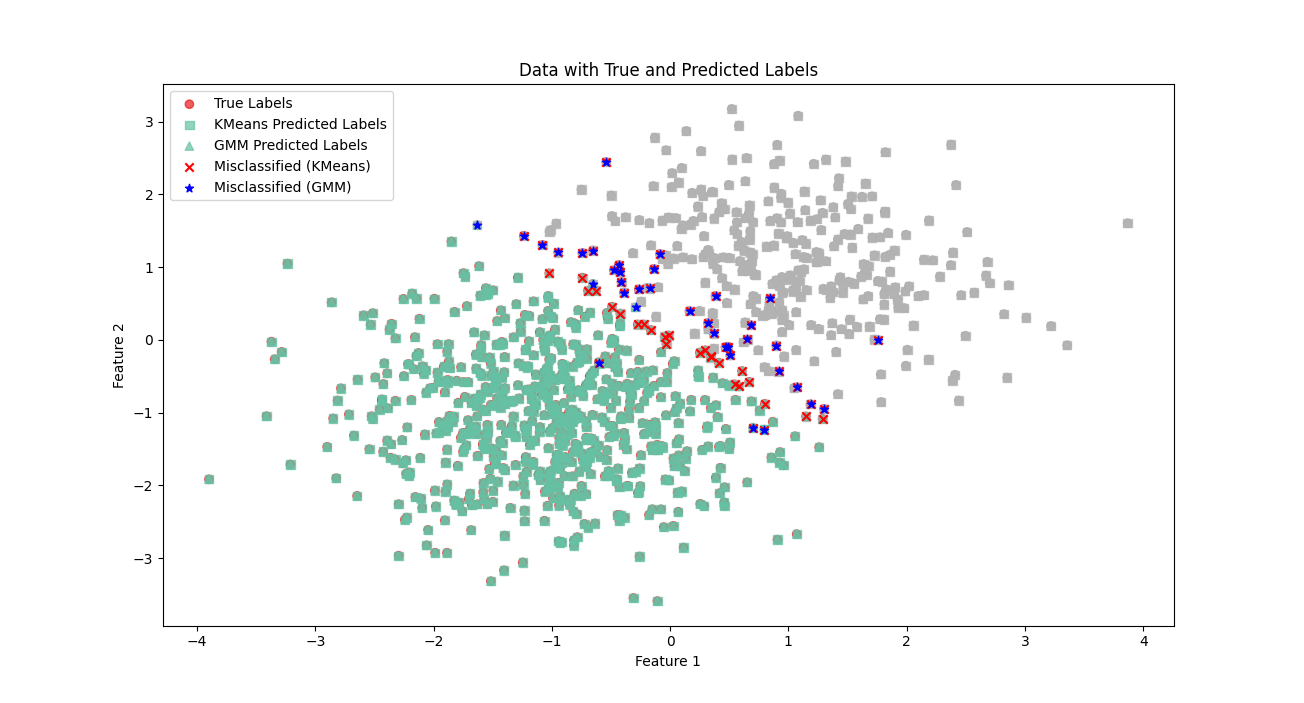 Data with True and Predicted Labels
True Labels
KMeans Predicted Labels
GMM Predicted Labels
Misclassified (KMeans)
Misclassified (GMM)
3
2
1
0
−1
−2
−3
Feature 2
−4 −3 −2 −1 0 1 2 3 4
Feature 1